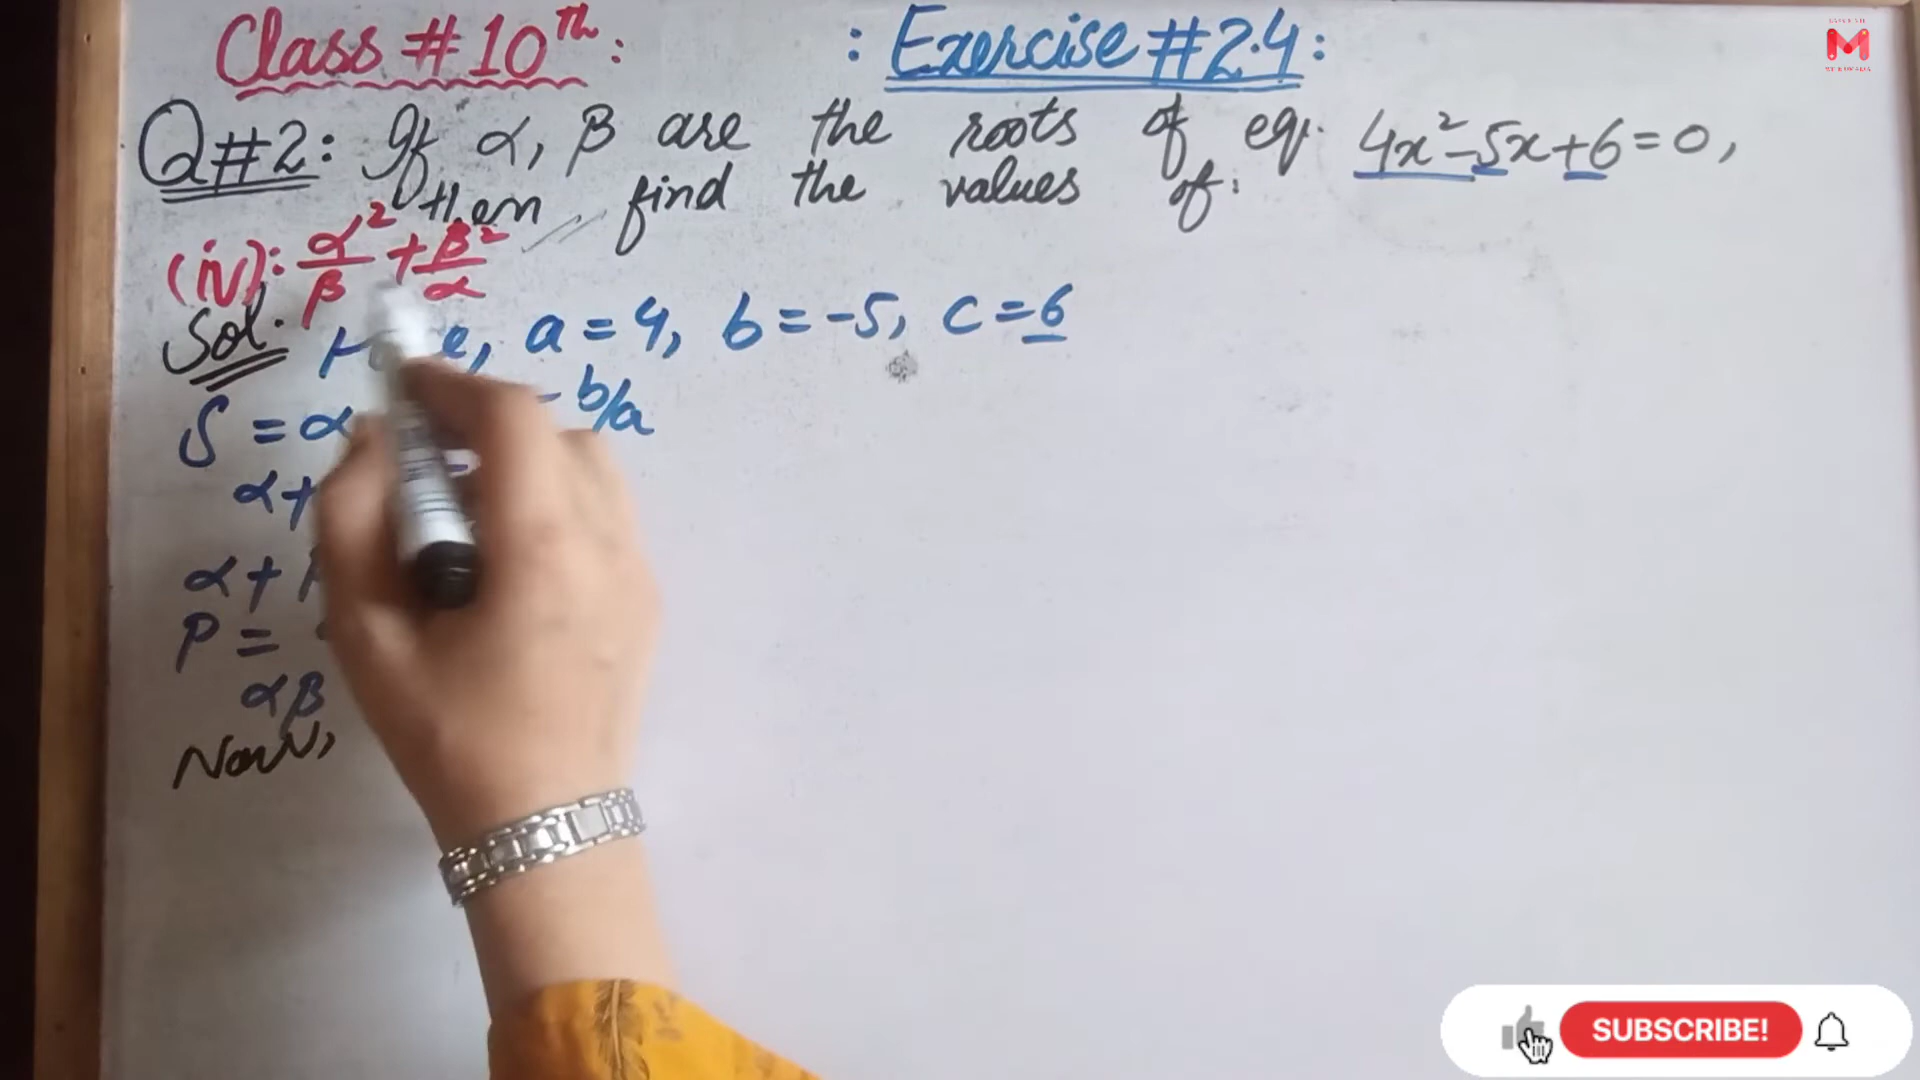 Class #10th:
: Exercise #2.4:
Q#2: If α, β are the roots of eq. 4x²-5x+6=0,
then find the values of:
(iv): α²/β + β²/α
Sol.
a=4, b=-5, c=6
S = α - b/a
α+
α+
P =
αβ
Now,
M
SUBSCRIBE!